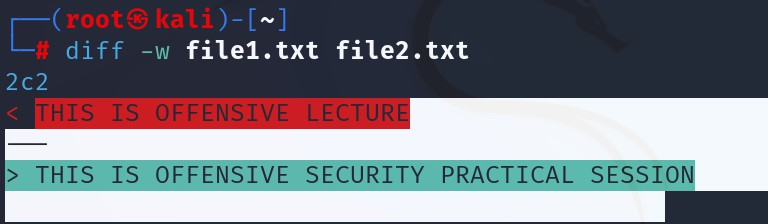 ┌──(root㉿kali)-[~]
└─# diff -w file1.txt file2.txt
2c2
< THIS IS OFFENSIVE LECTURE
---
> THIS IS OFFENSIVE SECURITY PRACTICAL SESSION